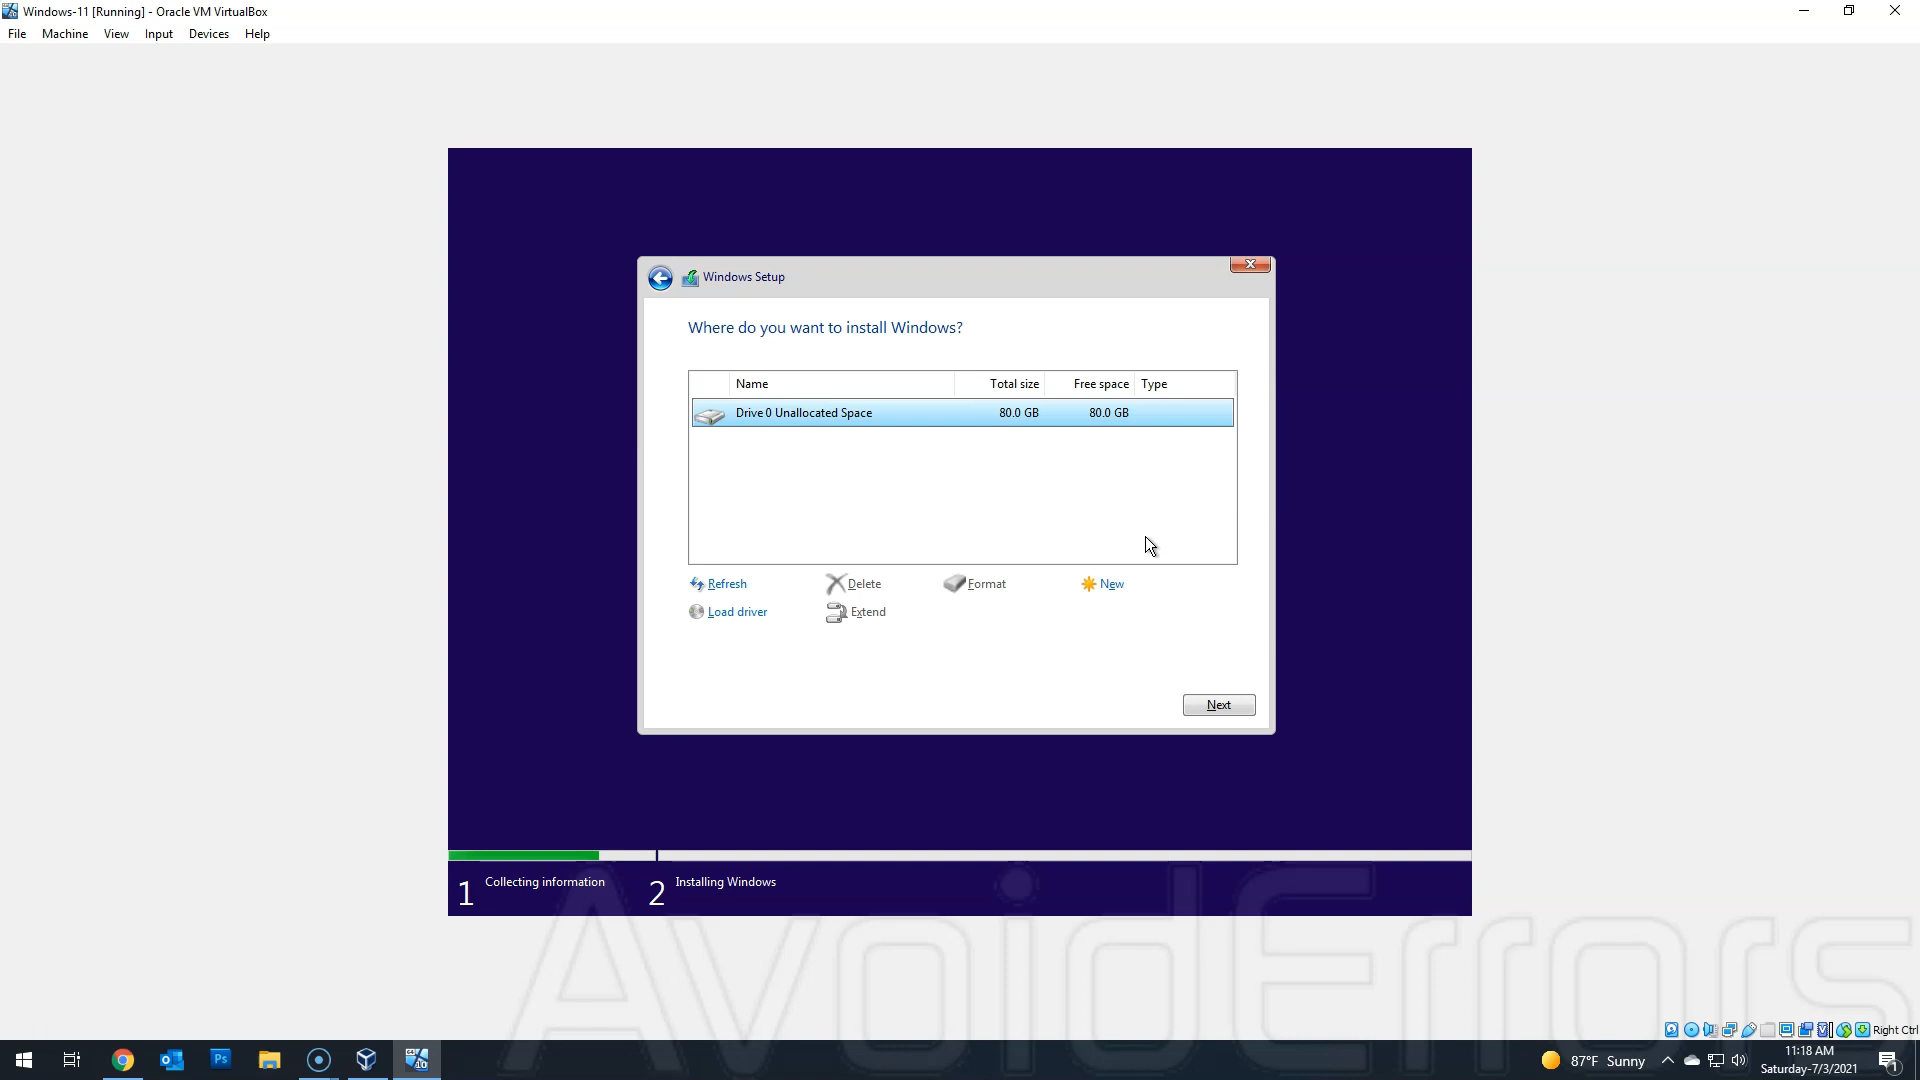 Windows-11 [Running] - Oracle VM VirtualBox
File Machine View Input Devices Help
Windows Setup
Where do you want to install Windows?
Name Total size Free space Type
Drive 0 Unallocated Space 80.0 GB 80.0 GB
Refresh Delete Format New
Load driver Extend
Next
1 Collecting information 2 Installing Windows
AvoidErrors
Right Ctrl
Ps 87°F Sunny 11:18 AM
Saturday-7/3/2021
1